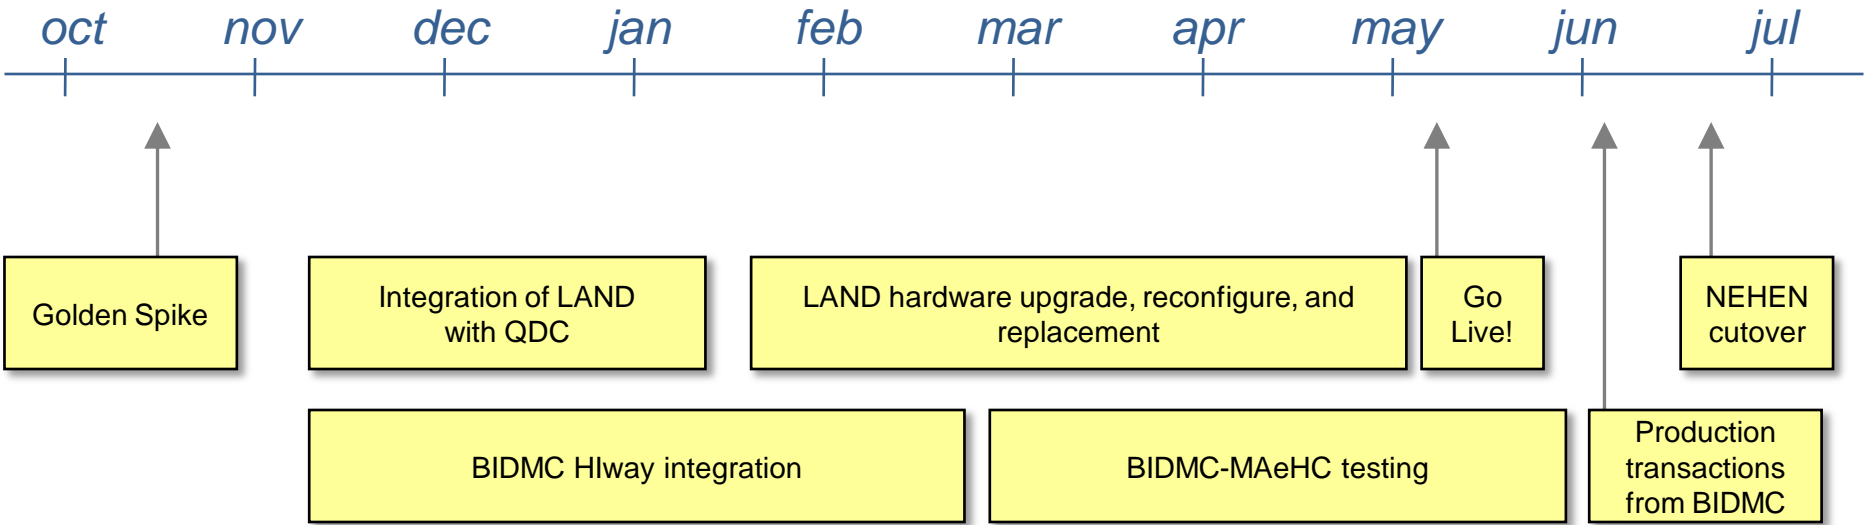 oct nov dec jan feb mar apr may jun jul
Golden Spike
Integration of LAND
with QDC
LAND hardware upgrade, reconfigure, and
replacement
Go
Live!
NEHEN
cutover
BIDMC HIway integration
BIDMC-MAeHC testing
Production
transactions
from BIDMC